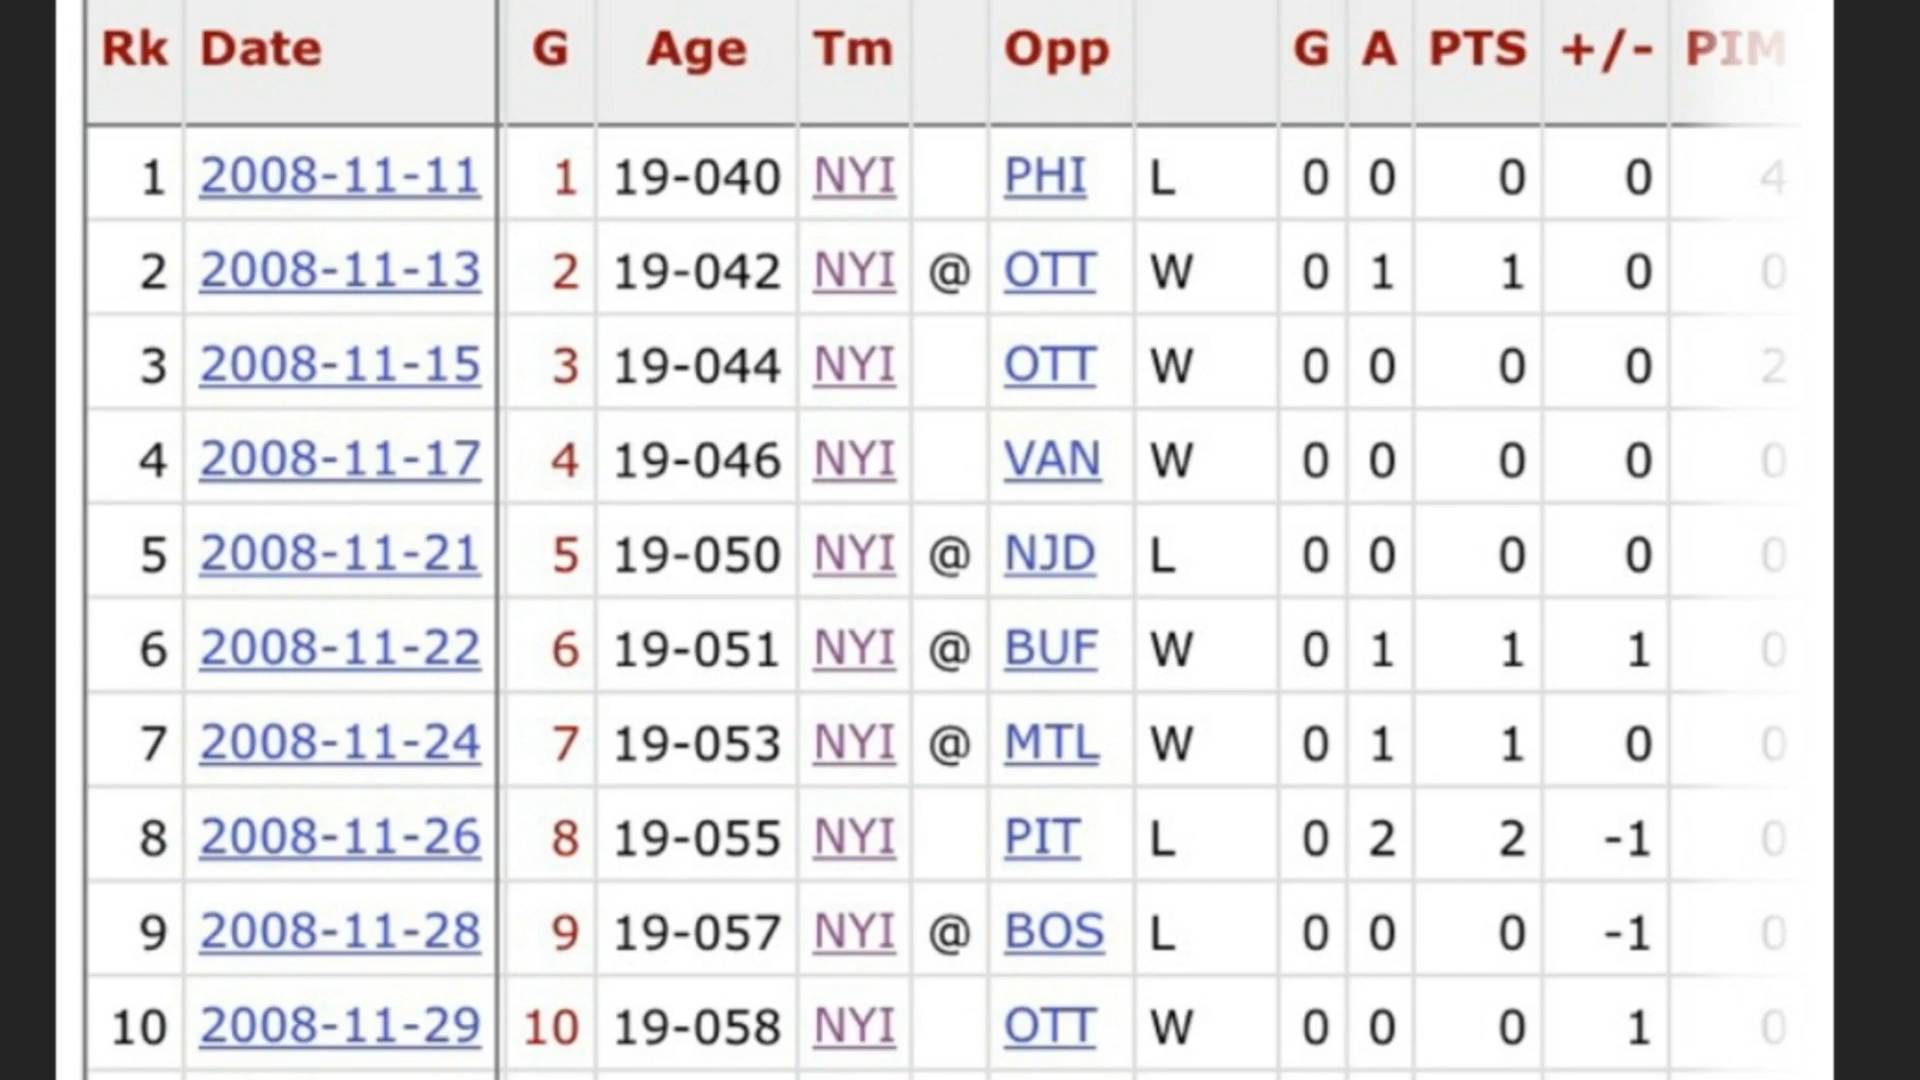 Rk Date G Age Tm Opp G A PTS +/- PIM
1 2008-11-11 1 19-040 NYI PHI L 0 0 0 0 4
2 2008-11-13 2 19-042 NYI @ OTT W 0 1 1 0 0
3 2008-11-15 3 19-044 NYI OTT W 0 0 0 0 2
4 2008-11-17 4 19-046 NYI VAN W 0 0 0 0 0
5 2008-11-21 5 19-050 NYI @ NJD L 0 0 0 0 0
6 2008-11-22 6 19-051 NYI @ BUF W 0 1 1 1 0
7 2008-11-24 7 19-053 NYI @ MTL W 0 1 1 0 0
8 2008-11-26 8 19-055 NYI PIT L 0 2 2 -1 0
9 2008-11-28 9 19-057 NYI @ BOS L 0 0 0 -1 0
10 2008-11-29 10 19-058 NYI OTT W 0 0 0 1 0